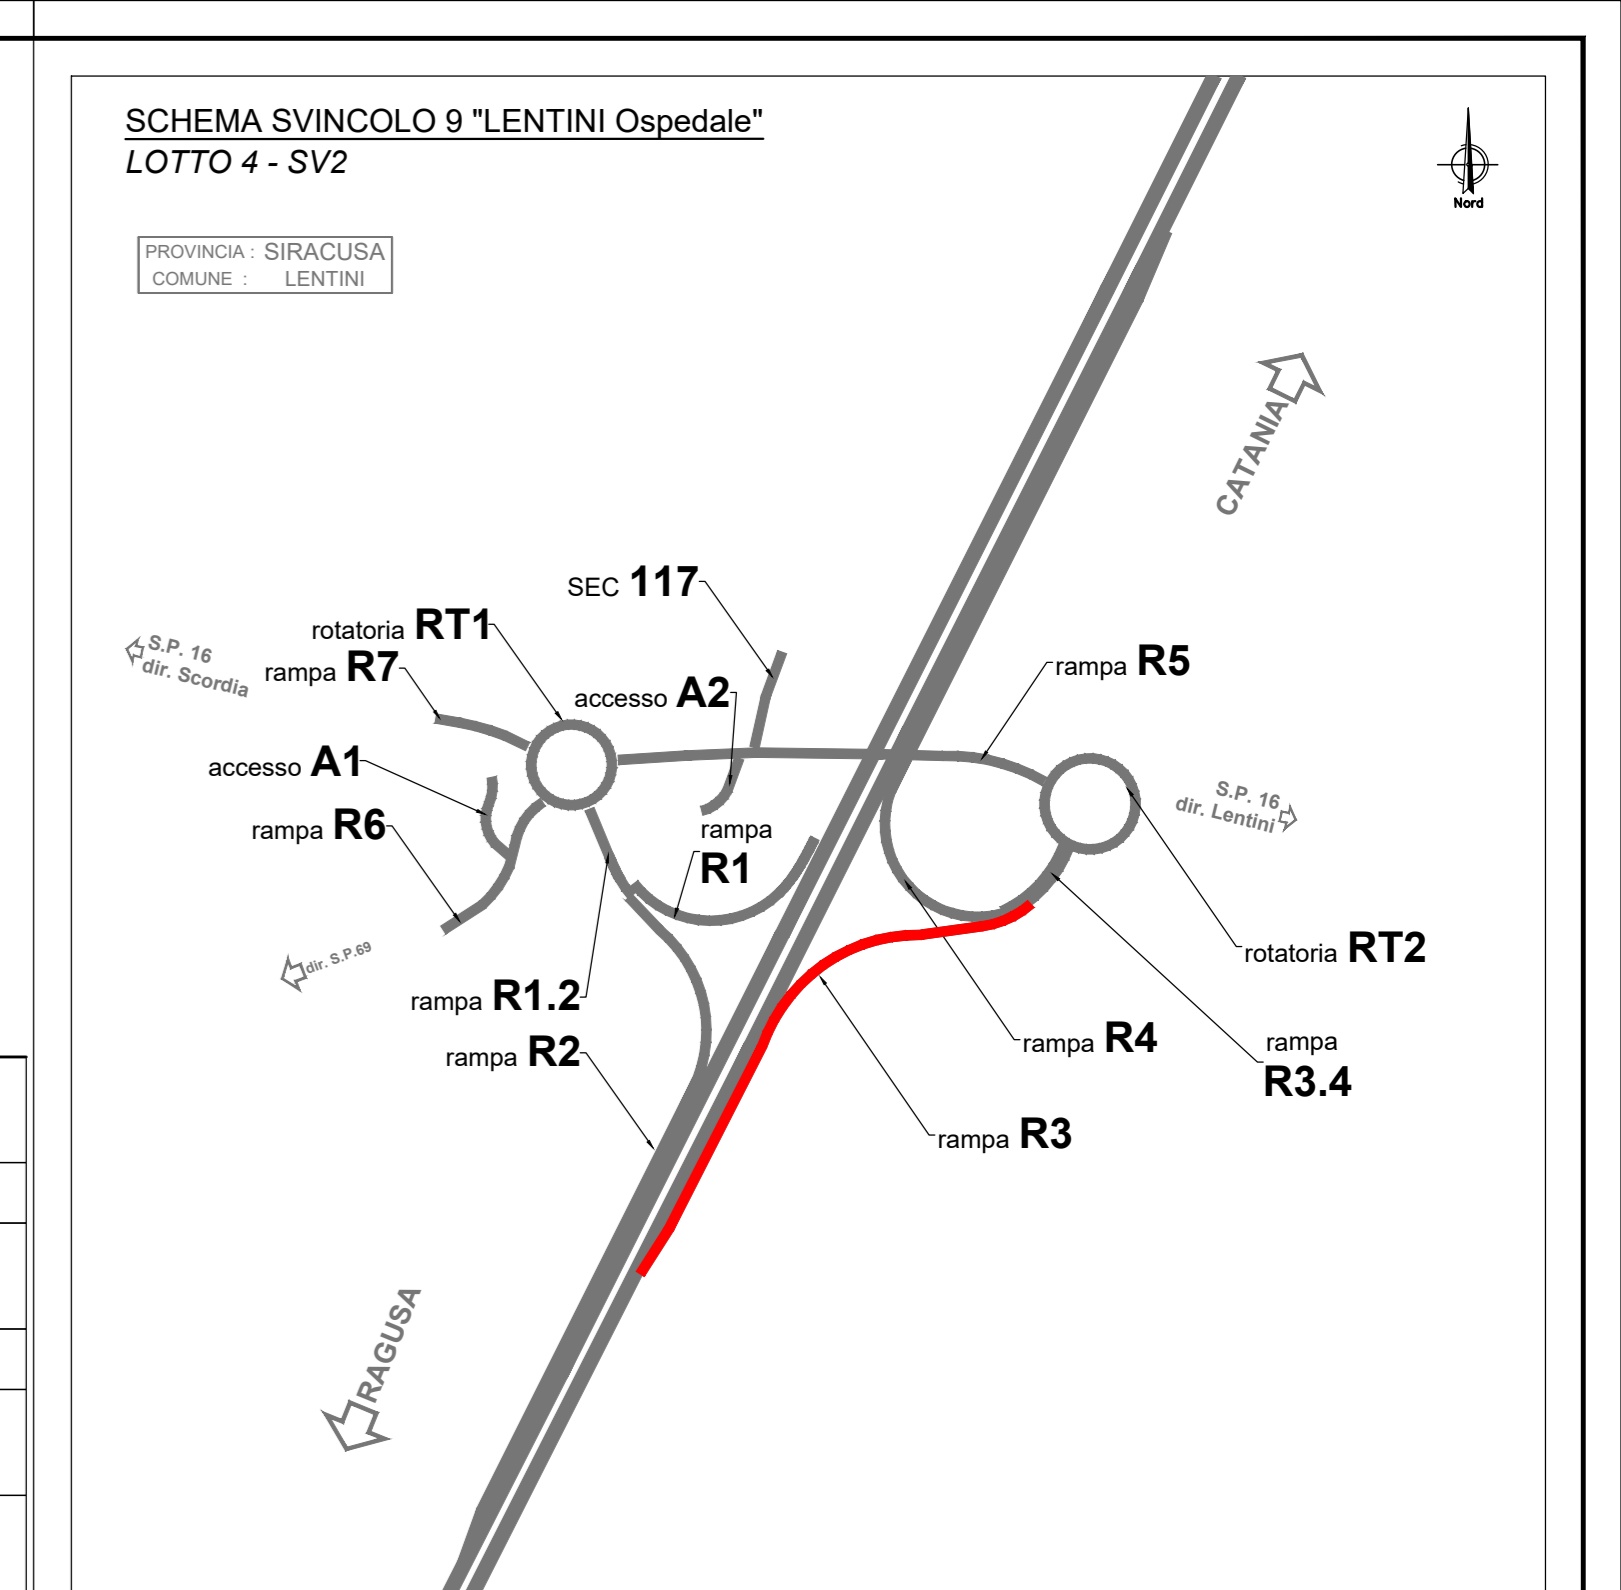 SCHEMA SVINCOLO 9 "LENTINI Ospedale"
LOTTO 4 - SV2
Nord
PROVINCIA : SIRACUSA
COMUNE : LENTINI
CATANIA
SEC 117
rotatoria RT1
S.P. 16
dir. Scordia
rampa R7
rampa R5
accesso A2
accesso A1
S.P. 16
dir. Lentini
rampa R6
rampa
R1
dir. S.P.69
rotatoria RT2
rampa R1.2
rampa R4
rampa
R3.4
rampa R2
rampa R3
RAGUSA